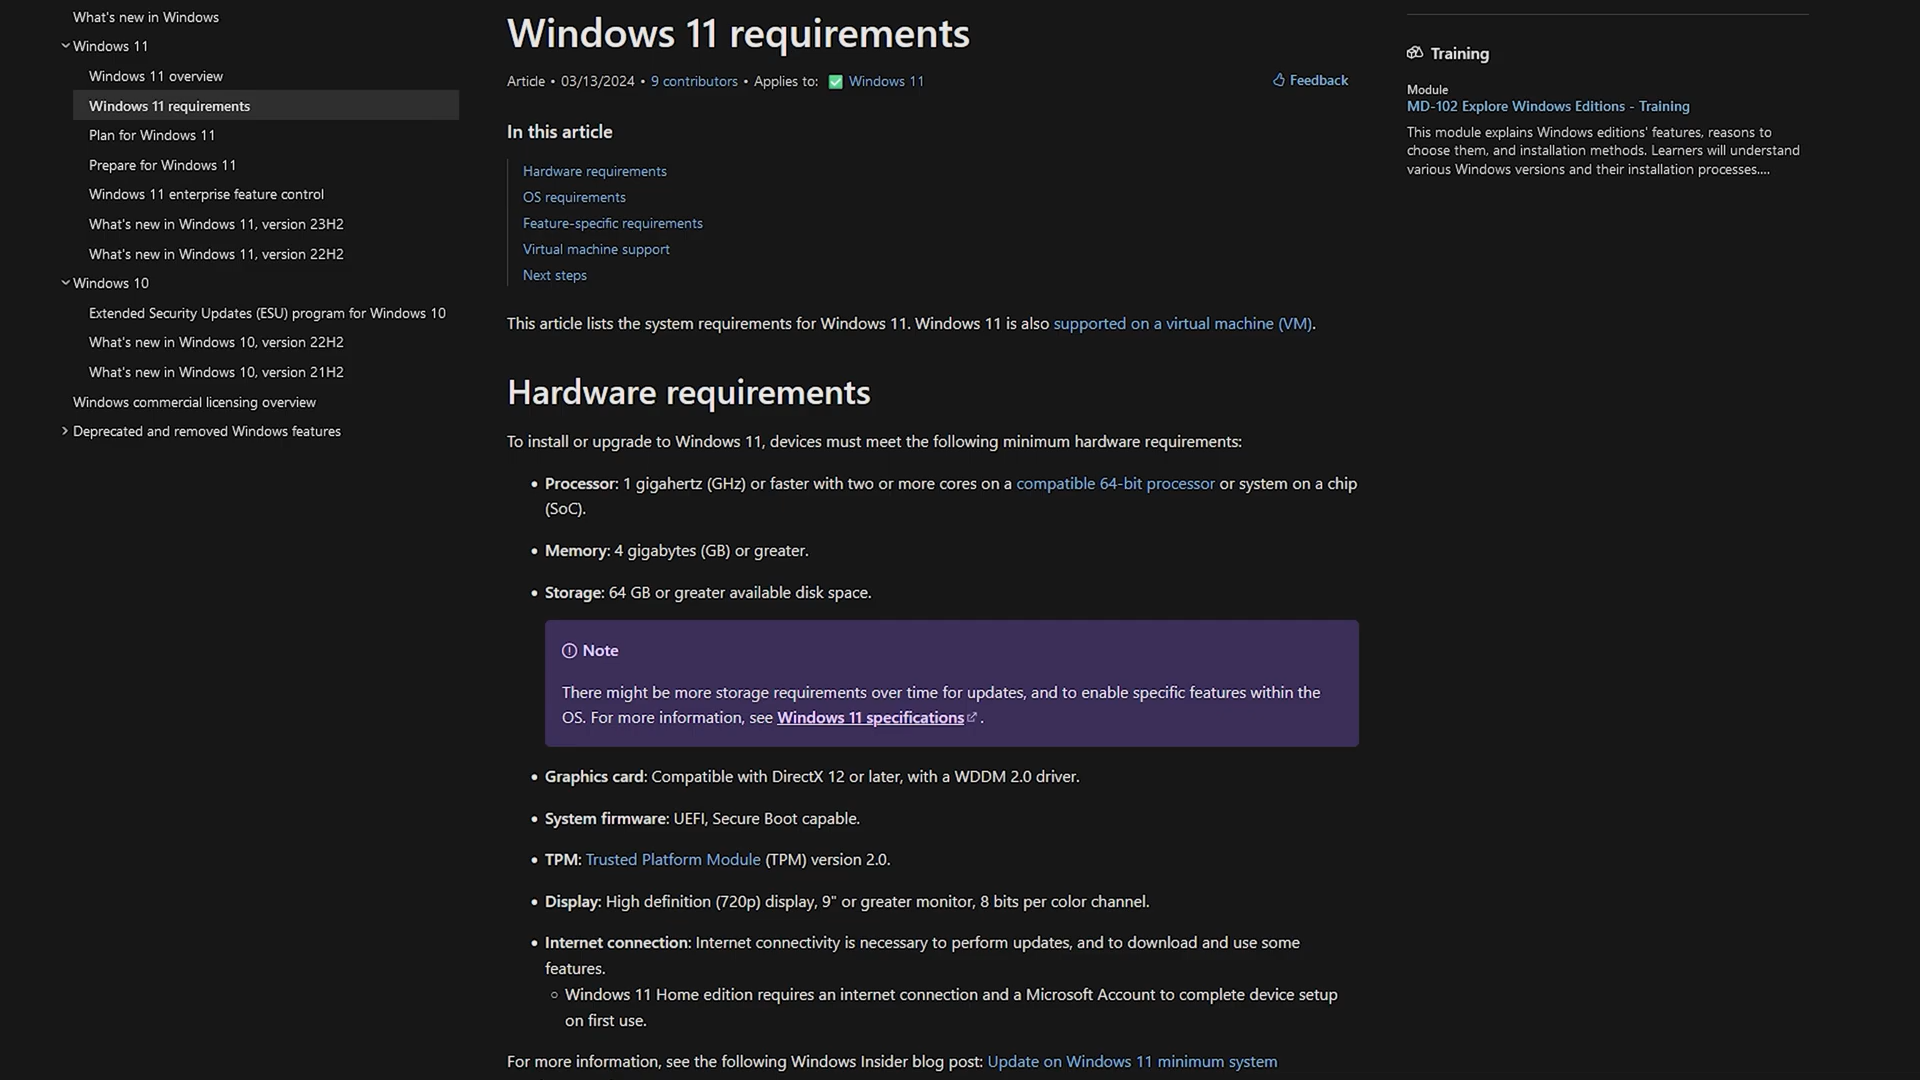 What's new in Windows
Windows 11
Windows 11 overview
Windows 11 requirements
Plan for Windows 11
Prepare for Windows 11
Windows 11 enterprise feature control
What's new in Windows 11, version 23H2
What's new in Windows 11, version 22H2
Windows 10
Extended Security Updates (ESU) program for Windows 10
What's new in Windows 10, version 22H2
What's new in Windows 10, version 21H2
Windows commercial licensing overview
Deprecated and removed Windows features
Windows 11 requirements
Article • 03/13/2024 • 9 contributors • Applies to: ✅ Windows 11
Feedback
In this article
Hardware requirements
OS requirements
Feature-specific requirements
Virtual machine support
Next steps
This article lists the system requirements for Windows 11. Windows 11 is also supported on a virtual machine (VM).
Hardware requirements
To install or upgrade to Windows 11, devices must meet the following minimum hardware requirements:
• Processor: 1 gigahertz (GHz) or faster with two or more cores on a compatible 64-bit processor or system on a chip
(SoC).
• Memory: 4 gigabytes (GB) or greater.
• Storage: 64 GB or greater available disk space.
Note
There might be more storage requirements over time for updates, and to enable specific features within the
OS. For more information, see Windows 11 specifications .
• Graphics card: Compatible with DirectX 12 or later, with a WDDM 2.0 driver.
• System firmware: UEFI, Secure Boot capable.
• TPM: Trusted Platform Module (TPM) version 2.0.
• Display: High definition (720p) display, 9" or greater monitor, 8 bits per color channel.
• Internet connection: Internet connectivity is necessary to perform updates, and to download and use some
features.
○ Windows 11 Home edition requires an internet connection and a Microsoft Account to complete device setup
on first use.
For more information, see the following Windows Insider blog post: Update on Windows 11 minimum system
Training
Module
MD-102 Explore Windows Editions - Training
This module explains Windows editions' features, reasons to
choose them, and installation methods. Learners will understand
various Windows versions and their installation processes....